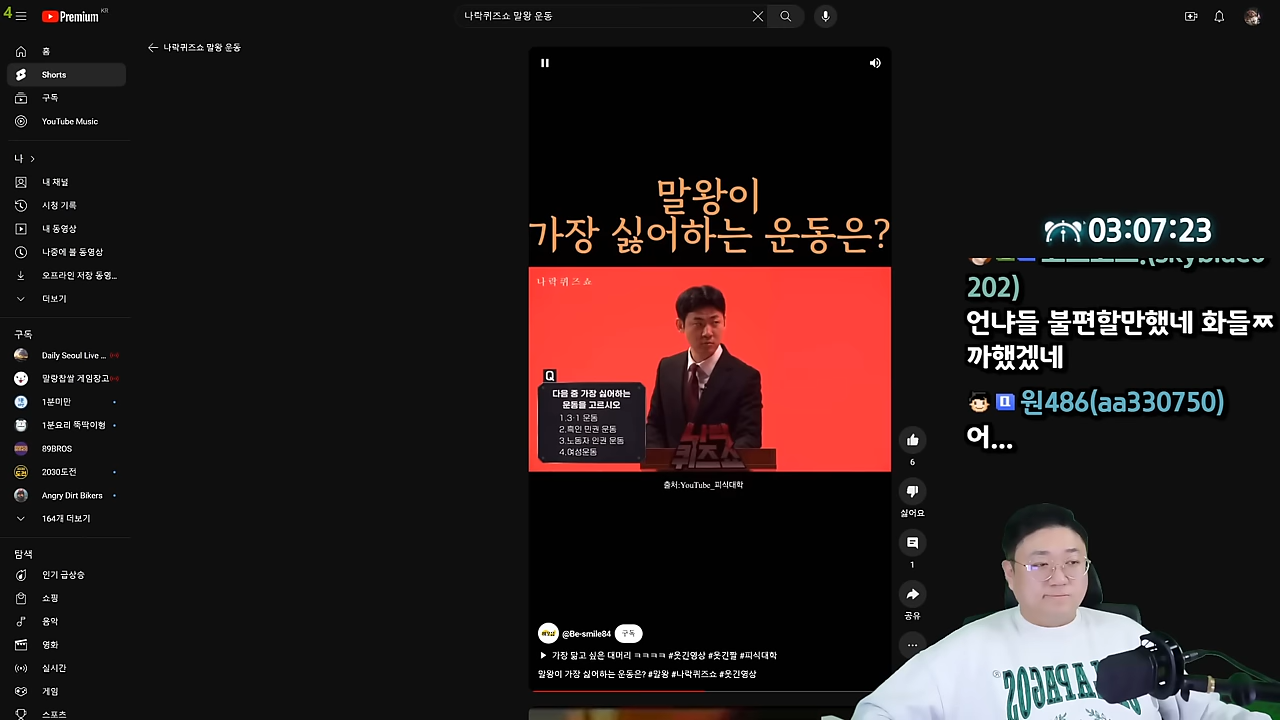 4
Premium KR
나락퀴즈쇼 말왕 운동
홈
Shorts
구독
YouTube Music
나
내 채널
시청 기록
내 동영상
나중에 볼 동영상
오프라인 저장 동영...
더보기
구독
Daily Seoul Live ...
말랑찹쌀 게임장고
1분미만
1분요리 뚝딱이형
89BROS
2030도전
Angry Dirt Bikers
164개 더보기
탐색
인기 급상승
쇼핑
음악
영화
실시간
게임
스포츠
나락퀴즈쇼 말왕 운동
말왕이
가장 싫어하는 운동은?
나락퀴즈쇼
Q
다음 중 가장 싫어하는
운동을 고르시오
1.3·1 운동
2.흑인 민권 운동
3.노동자 인권 운동
4.여성운동
퀴즈쇼
출처:YouTube_피식대학
@Be-smile84
구독
가장 닮고 싶은 대머리 ㅋㅋㅋㅋ #웃긴영상 #웃긴짤 #피식대학
말왕이 가장 싫어하는 운동은? #말왕 #나락퀴즈쇼 #웃긴영상
6
싫어요
1
공유
03:07:23
202)
언냐들 불편할만했네 화들ㅉ
까했겠네
원486(aa330750)
어...